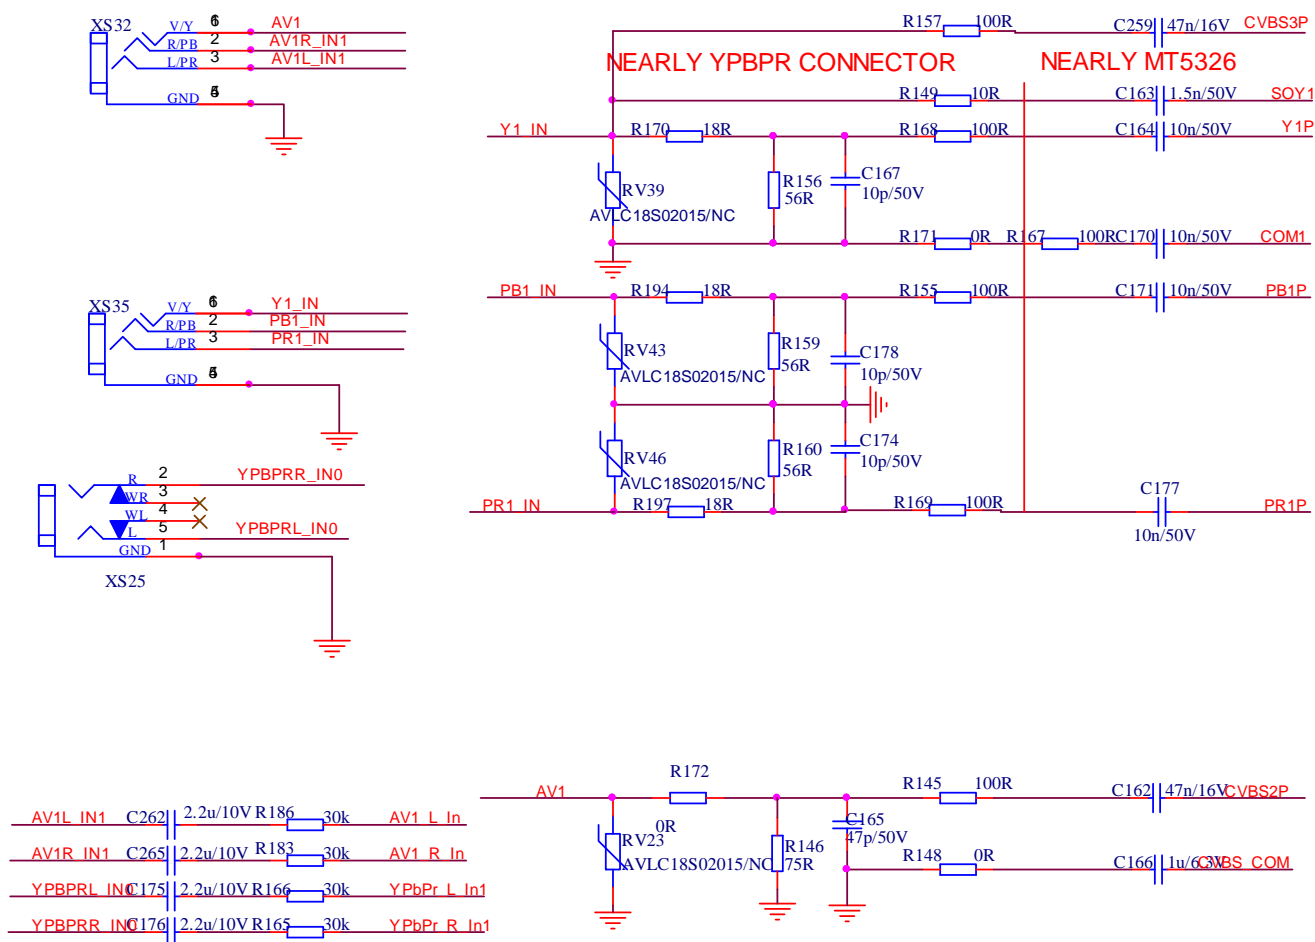 XS32
V/Y 6 AV1
R/PB 2 AV1R_IN1
L/PR 3 AV1L_IN1
GND
R157 100R C259 47n/16V CVBS3P
NEARLY YPBPR CONNECTOR NEARLY MT5326
R149 10R C163 1.5n/50V SOY1
Y1_IN R170 18R R168 100R C164 10n/50V Y1P
RV39
AVLC18S02015/NC
R156
56R
C167
10p/50V
R171 0R R167 100R C170 10n/50V COM1
XS35
V/Y 6 Y1_IN
R/PB 2 PB1_IN
L/PR 3 PR1_IN
GND
PB1_IN R194 18R R155 100R C171 10n/50V PB1P
RV43
AVLC18S02015/NC
R159
56R
C178
10p/50V
RV46
AVLC18S02015/NC
R160
56R
C174
10p/50V
PR1_IN R197 18R R169 100R C177 10n/50V PR1P
R 2 YPBPRR_IN0
WR 3
WL 4
L 5 YPBPRL_IN0
GND 1
XS25
AV1 R172 0R R145 100R C162 47n/16V CVBS2P
RV23
AVLC18S02015/NC
R146
75R
C165
47p/50V
R148 0R C166 1u/6.3V CVBS_COM
AV1L_IN1 C262 2.2u/10V R186 30k AV1_L_In
AV1R_IN1 C265 2.2u/10V R183 30k AV1_R_In
YPBPRL_IN0 C175 2.2u/10V R166 30k YPbPr_L_In1
YPBPRR_IN0 C176 2.2u/10V R165 30k YPbPr_R_In1